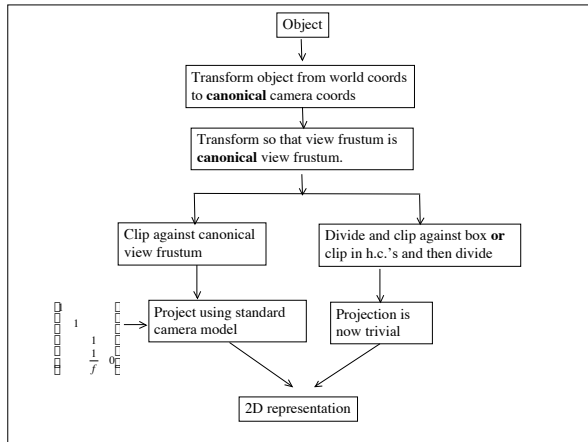 Object
Transform object from world coords
to canonical camera coords
Transform so that view frustum is
canonical view frustum.
Clip against canonical
view frustum
Divide and clip against box or
clip in h.c.'s and then divide
Project using standard
camera model
Projection is
now trivial
1
1
1
1
f 0
2D representation